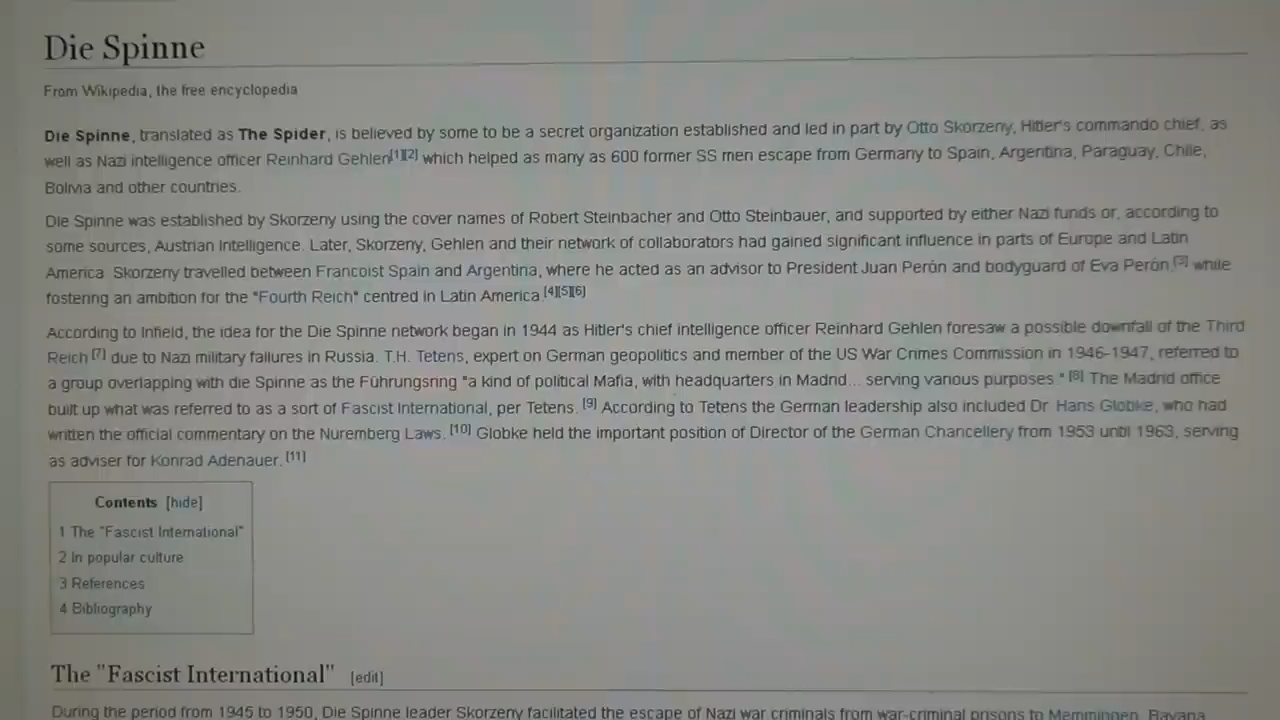 Die Spinne
From Wikipedia, the free encyclopedia
Die Spinne, translated as The Spider, is believed by some to be a secret organization established and led in part by Otto Skorzeny, Hitler's commando chief, as
well as Nazi intelligence officer Reinhard Gehlen[1][2] which helped as many as 600 former SS men escape from Germany to Spain, Argentina, Paraguay, Chile,
Bolivia and other countries.
Die Spinne was established by Skorzeny using the cover names of Robert Steinbacher and Otto Steinbauer, and supported by either Nazi funds or, according to
some sources, Austrian Intelligence. Later, Skorzeny, Gehlen and their network of collaborators had gained significant influence in parts of Europe and Latin
America. Skorzeny travelled between Francoist Spain and Argentina, where he acted as an advisor to President Juan Perón and bodyguard of Eva Perón,[3] while
fostering an ambition for the "Fourth Reich" centred in Latin America.[4][5][6]
According to Infield, the idea for the Die Spinne network began in 1944 as Hitler's chief intelligence officer Reinhard Gehlen foresaw a possible downfall of the Third
Reich [7] due to Nazi military failures in Russia. T.H. Tetens, expert on German geopolitics and member of the US War Crimes Commission in 1946-1947, referred to
a group overlapping with die Spinne as the Führungsring "a kind of political Mafia, with headquarters in Madrid... serving various purposes." [8] The Madrid office
built up what was referred to as a sort of Fascist International, per Tetens. [9] According to Tetens the German leadership also included Dr. Hans Globke, who had
written the official commentary on the Nuremberg Laws. [10] Globke held the important position of Director of the German Chancellery from 1953 until 1963, serving
as adviser for Konrad Adenauer. [11]
Contents [hide]
1 The "Fascist International"
2 In popular culture
3 References
4 Bibliography
The "Fascist International" [edit]
During the period from 1945 to 1950, Die Spinne leader Skorzeny facilitated the escape of Nazi war criminals from war-criminal prisons to Memmingen, Bavaria,